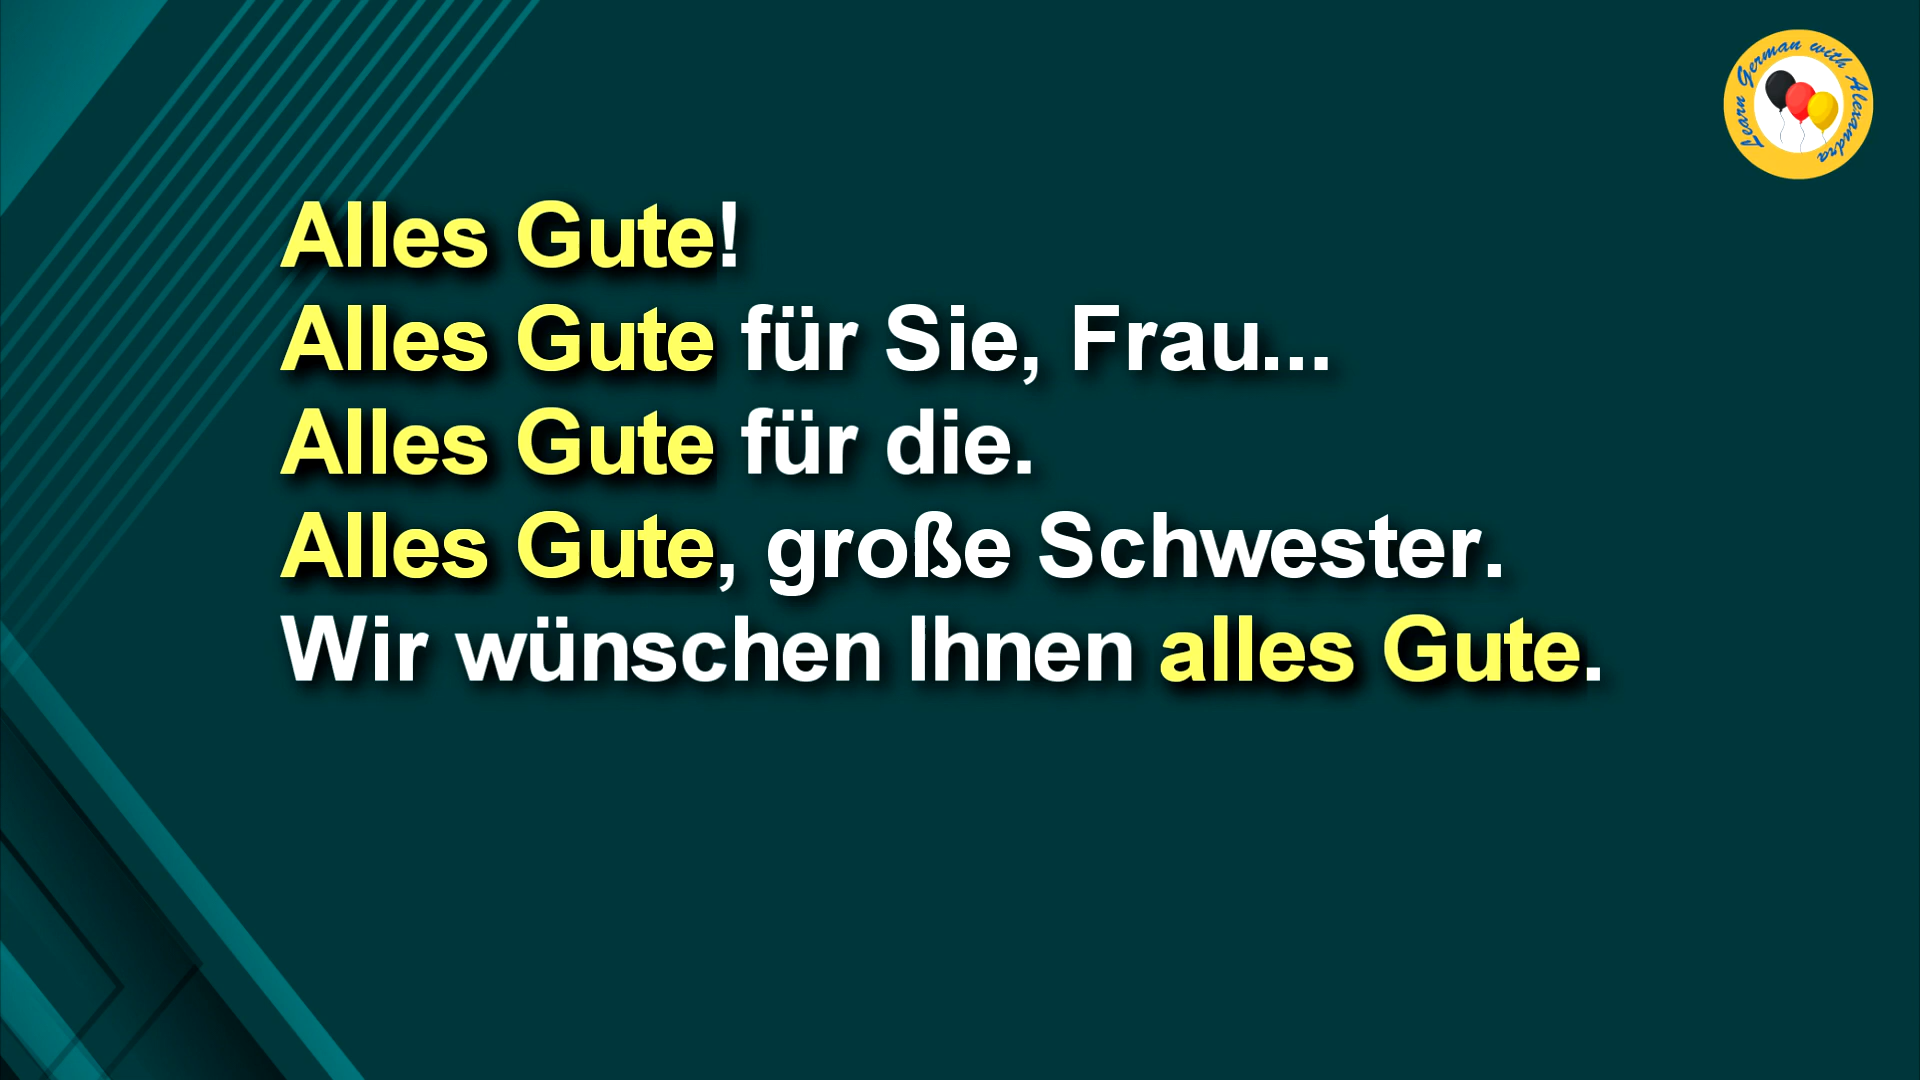 Learn German with Alexandra
Alles Gute!
Alles Gute für Sie, Frau...
Alles Gute für die.
Alles Gute, große Schwester.
Wir wünschen Ihnen alles Gute.